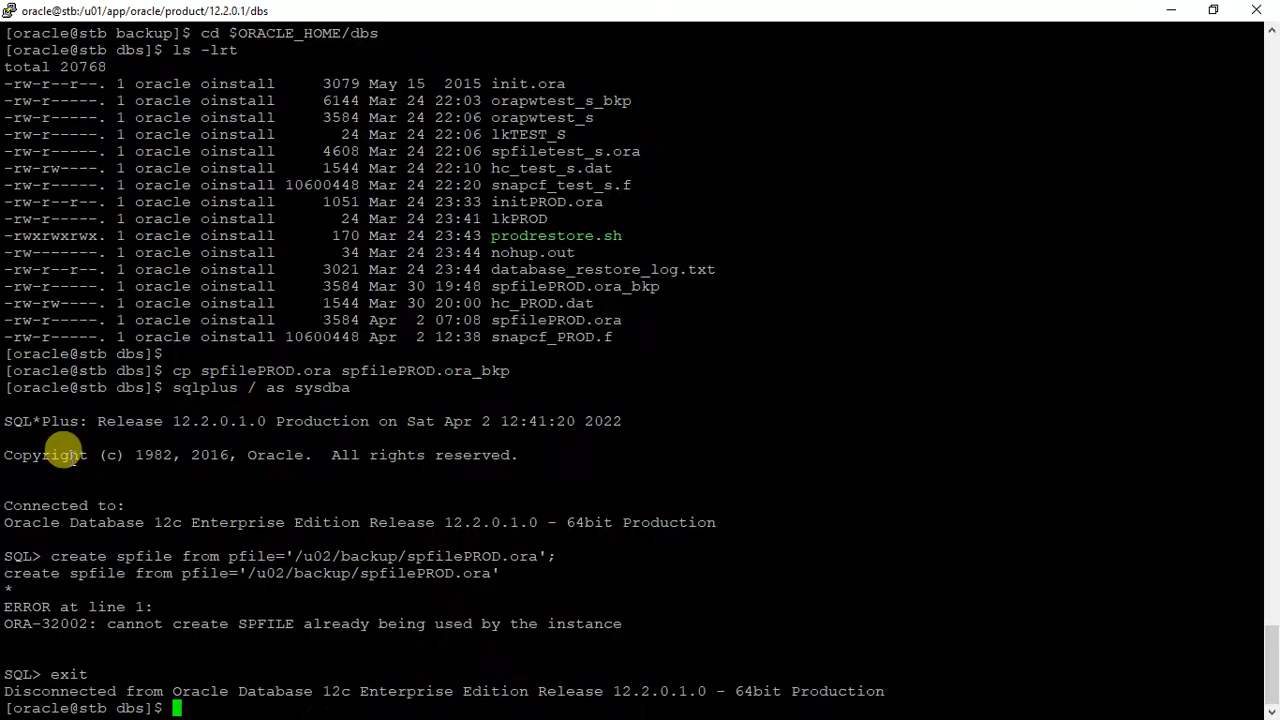 oracle@stb:/u01/app/oracle/product/12.2.0.1/dbs
[oracle@stb backup]$ cd $ORACLE_HOME/dbs
[oracle@stb dbs]$ ls -lrt
total 20768
-rw-r--r--. 1 oracle oinstall     3079 May 15  2015 init.ora
-rw-r-----. 1 oracle oinstall     6144 Mar 24 22:03 orapwtest_s_bkp
-rw-r-----. 1 oracle oinstall     3584 Mar 24 22:06 orapwtest_s
-rw-r-----. 1 oracle oinstall       24 Mar 24 22:06 lkTEST_S
-rw-r-----. 1 oracle oinstall     4608 Mar 24 22:06 spfiletest_s.ora
-rw-rw----. 1 oracle oinstall     1544 Mar 24 22:10 hc_test_s.dat
-rw-r-----. 1 oracle oinstall 10600448 Mar 24 22:20 snapcf_test_s.f
-rw-r--r--. 1 oracle oinstall     1051 Mar 24 23:33 initPROD.ora
-rw-r-----. 1 oracle oinstall       24 Mar 24 23:41 lkPROD
-rwxrwxrwx. 1 oracle oinstall      170 Mar 24 23:43 prodrestore.sh
-rw-------. 1 oracle oinstall       34 Mar 24 23:44 nohup.out
-rw-r--r--. 1 oracle oinstall     3021 Mar 24 23:44 database_restore_log.txt
-rw-r-----. 1 oracle oinstall     3584 Mar 30 19:48 spfilePROD.ora_bkp
-rw-rw----. 1 oracle oinstall     1544 Mar 30 20:00 hc_PROD.dat
-rw-r-----. 1 oracle oinstall     3584 Apr  2 07:08 spfilePROD.ora
-rw-r-----. 1 oracle oinstall 10600448 Apr  2 12:38 snapcf_PROD.f
[oracle@stb dbs]$
[oracle@stb dbs]$ cp spfilePROD.ora spfilePROD.ora_bkp
[oracle@stb dbs]$ sqlplus / as sysdba
SQL*Plus: Release 12.2.0.1.0 Production on Sat Apr 2 12:41:20 2022
Copyright (c) 1982, 2016, Oracle.  All rights reserved.
Connected to:
Oracle Database 12c Enterprise Edition Release 12.2.0.1.0 - 64bit Production
SQL> create spfile from pfile='/u02/backup/spfilePROD.ora';
create spfile from pfile='/u02/backup/spfilePROD.ora'
*
ERROR at line 1:
ORA-32002: cannot create SPFILE already being used by the instance
SQL> exit
Disconnected from Oracle Database 12c Enterprise Edition Release 12.2.0.1.0 - 64bit Production
[oracle@stb dbs]$